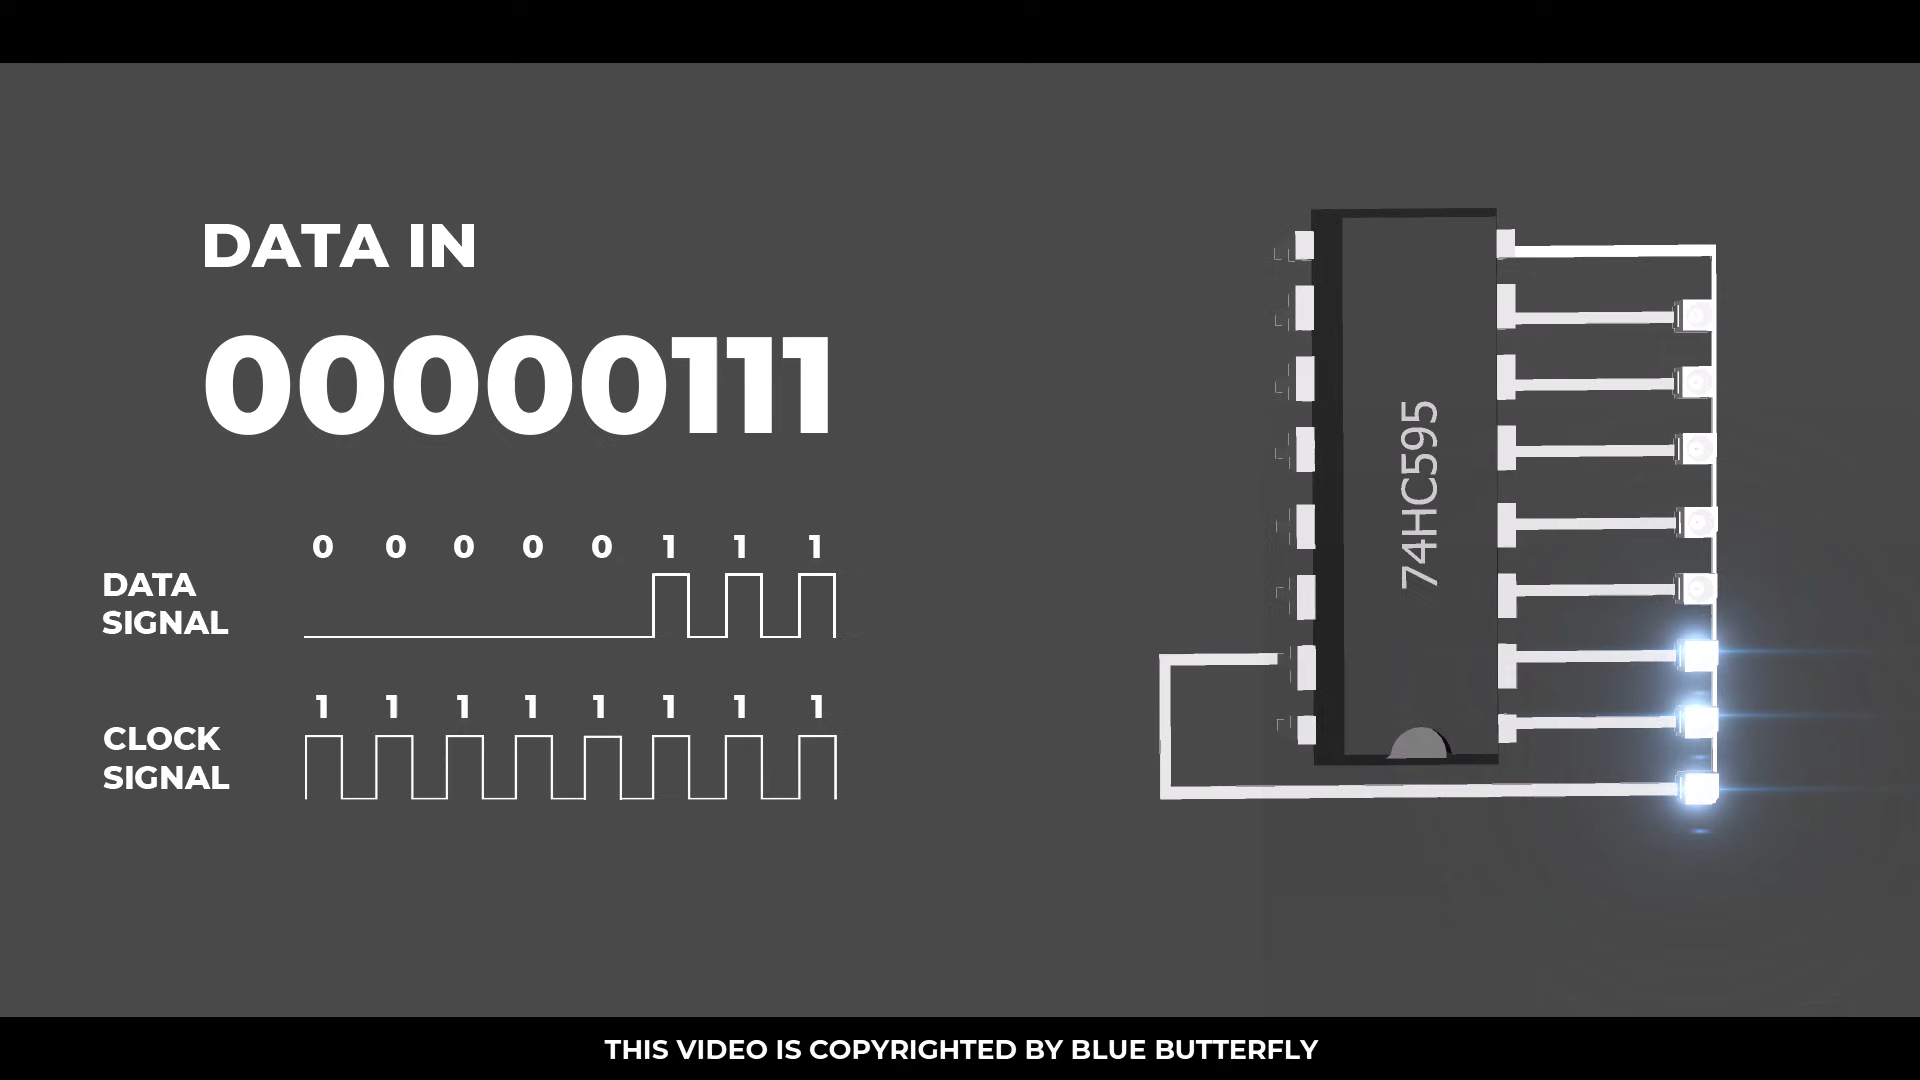 DATA IN
00000111
0 0 0 0 0 1 1 1
DATA
SIGNAL
1 1 1 1 1 1 1 1
CLOCK
SIGNAL
74HC595
THIS VIDEO IS COPYRIGHTED BY BLUE BUTTERFLY